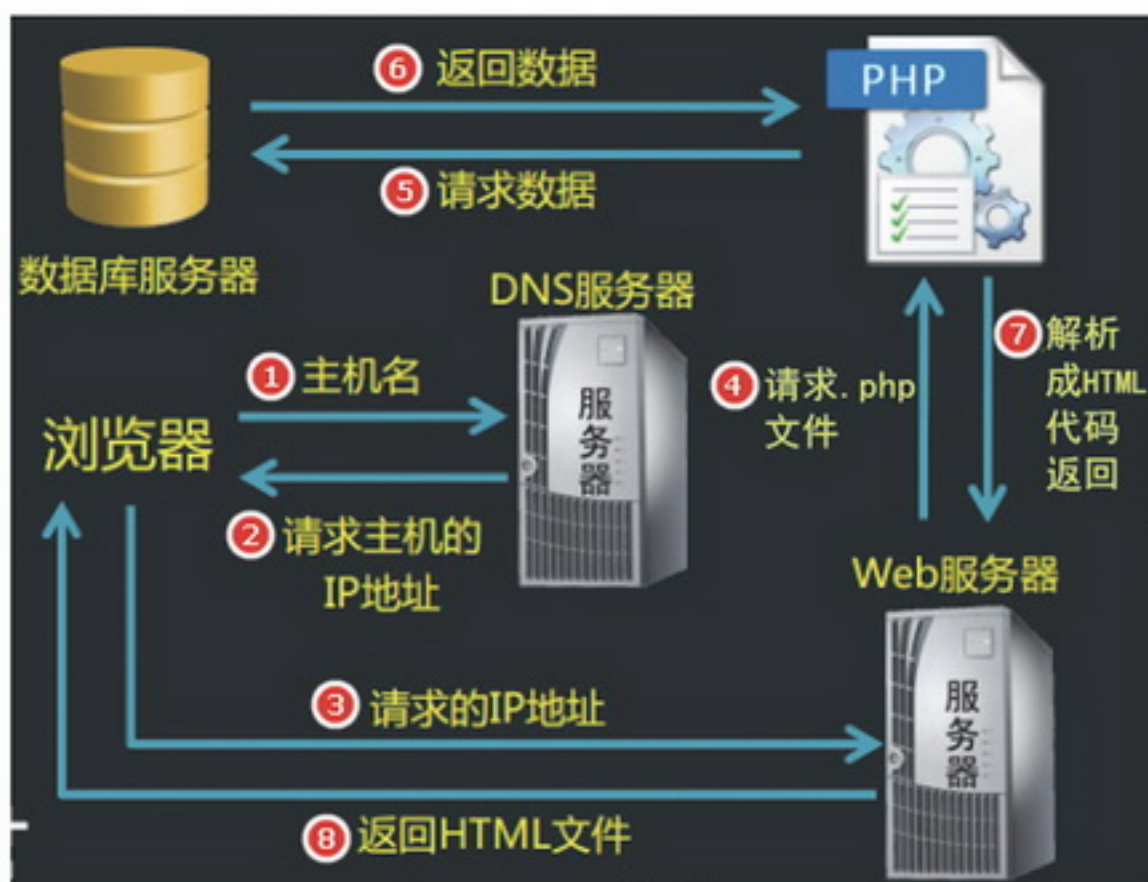 6 返回数据
PHP
5 请求数据
数据库服务器
DNS服务器
1 主机名
服务器
浏览器
2 请求主机的
IP地址
4 请求.php
文件
7 解析
成HTML
代码
返回
Web服务器
3 请求的IP地址
服务器
8 返回HTML文件